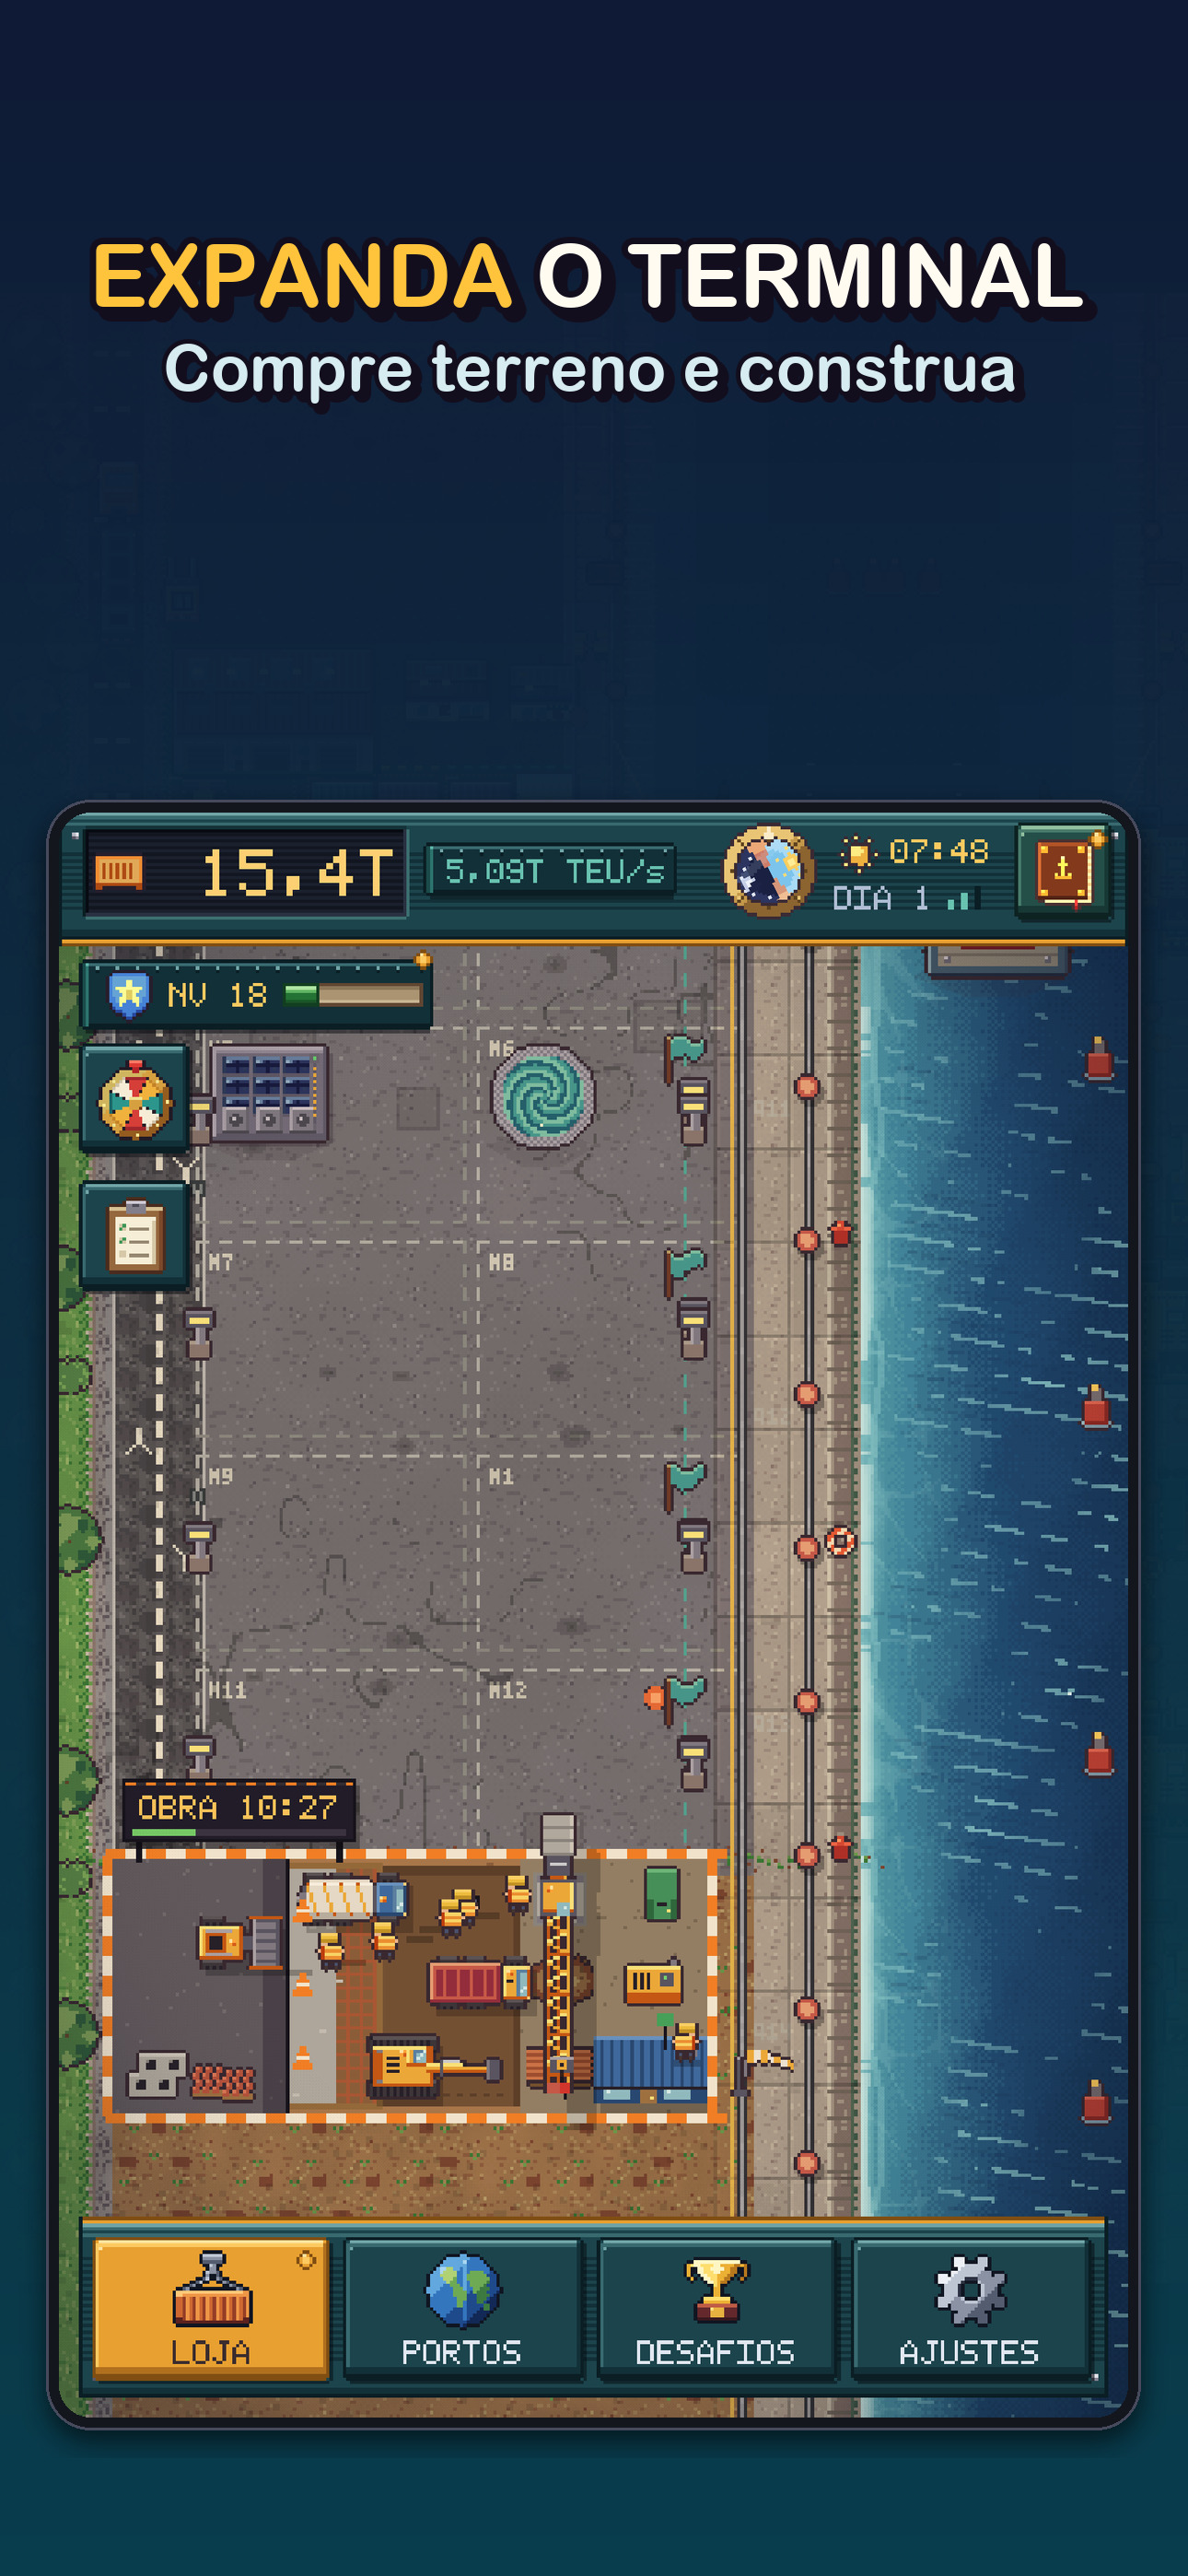 EXPANDA O TERMINAL
Compre terreno e construa
15,4T
5,09T TEU/s
07:48
DIA 1
NV 18
M6
M7
M8
M9
M1
M11
M12
OBRA 10:27
LOJA
PORTOS
DESAFIOS
AJUSTES